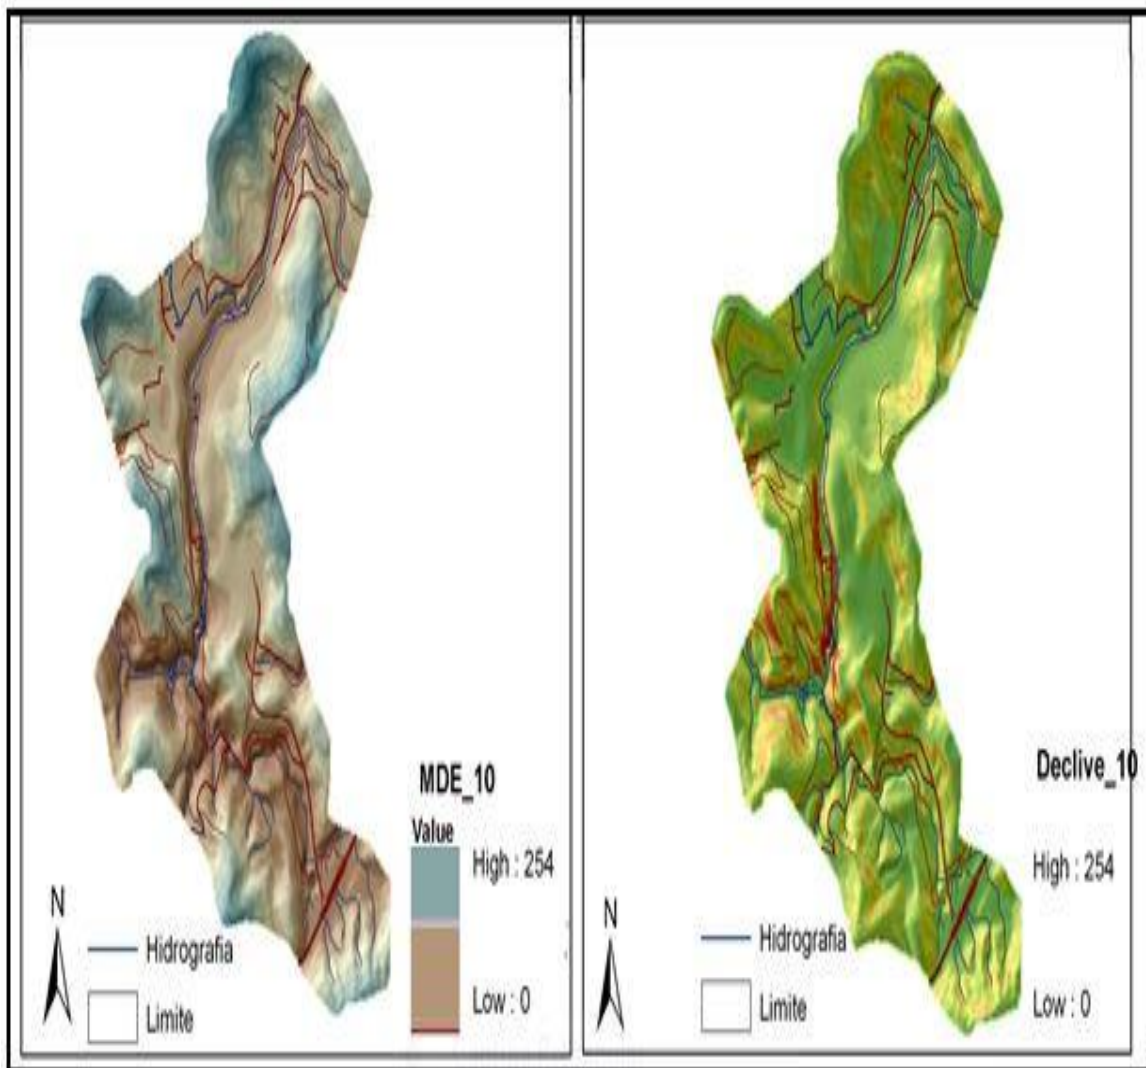 MDE_10
Value
High : 254
Low : 0
N
Hidrografia
Limite
Declive_10
High : 254
Low : 0
N
Hidrografia
Limite